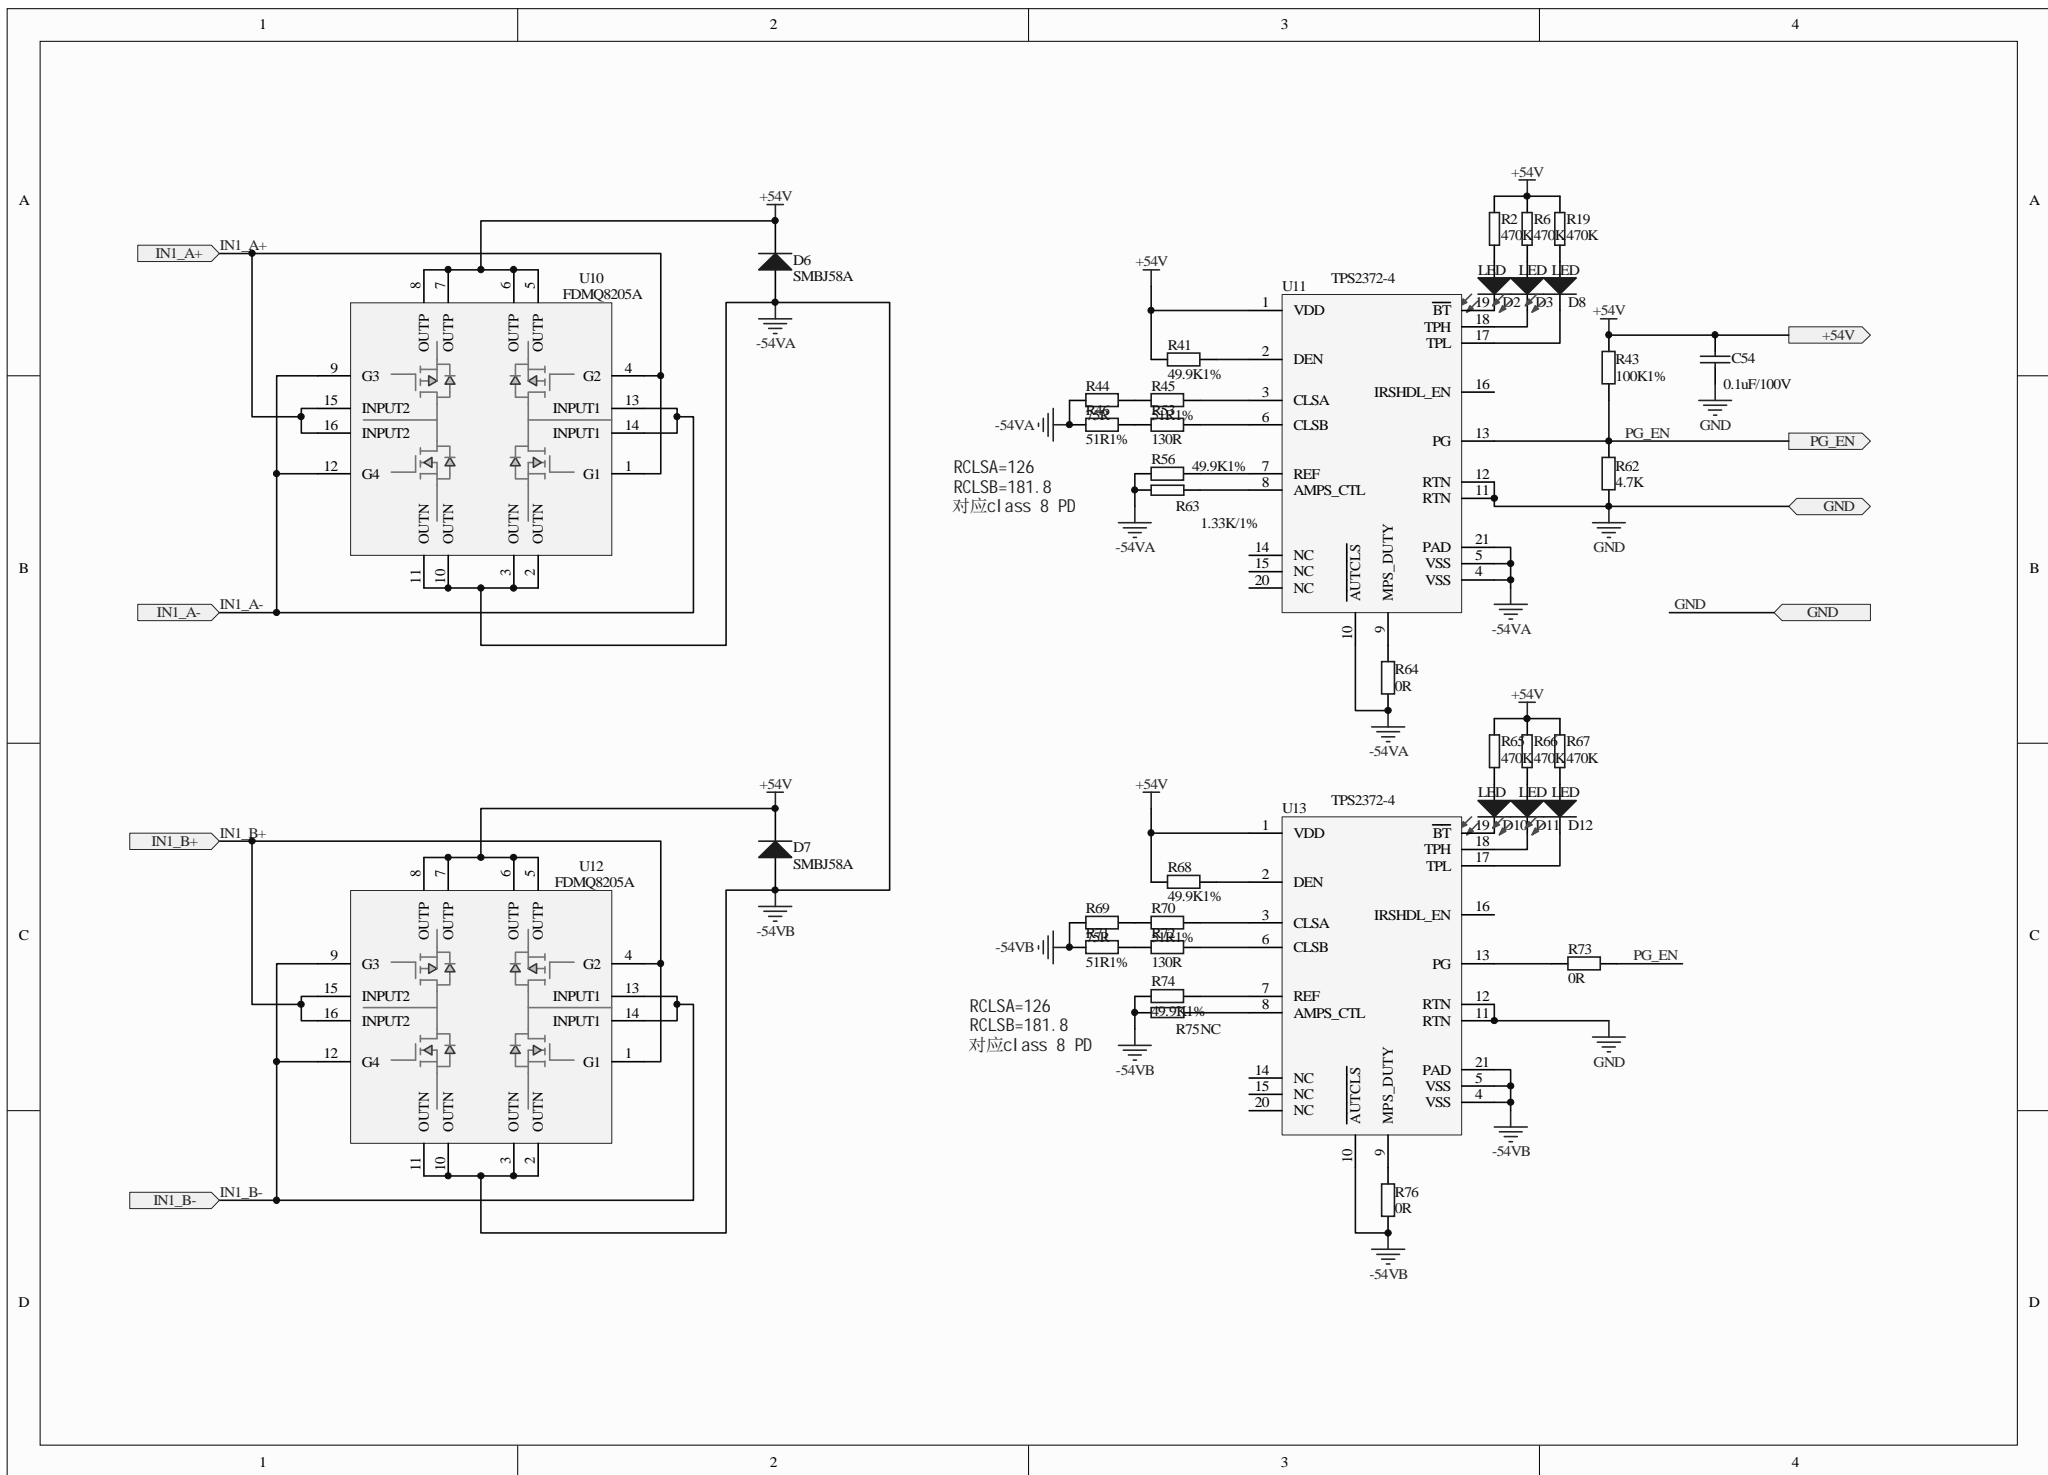 1 2 3 4
A A
B B
C C
D D
1 2 3 4
IN1_A+
IN1_A+
IN1_A-
IN1_A-
U10
FDMQ8205A
8 7 6 5
OUTP OUTP OUTP OUTP
9 G3 G2 4
15 INPUT2 INPUT1 13
16 INPUT2 INPUT1 14
12 G4 G1 1
OUTN OUTN OUTN OUTN
11 10 3 2
+54V
D6
SMBJ58A
-54VA
IN1_B+
IN1_B+
IN1_B-
IN1_B-
U12
FDMQ8205A
8 7 6 5
OUTP OUTP OUTP OUTP
9 G3 G2 4
15 INPUT2 INPUT1 13
16 INPUT2 INPUT1 14
12 G4 G1 1
OUTN OUTN OUTN OUTN
11 10 3 2
+54V
D7
SMBJ58A
-54VB
+54V
R2 R6 R19
470K 470K 470K
LED LED LED
D2 D3 D8
+54V
U11
TPS2372-4
1 VDD BT 19
TPH 18
TPL 17
R41
49.9K1%
2 DEN
IRSHDL_EN 16
R44 R45
3 CLSA
51R1% 130R
6 CLSB
-54VA
PG 13
RCLSA=126
RCLSB=181.8
对应class 8 PD
R56
49.9K1%
7 REF
8 AMPS_CTL
R63
1.33K/1%
-54VA
RTN 12
RTN 11
14 NC
15 NC
20 NC
AUTCLS MPS_DUTY
PAD 21
VSS 5
VSS 4
-54VA
10 9
R64
0R
-54VA
+54V
R43
100K1%
C54
0.1uF/100V
GND
+54V
PG_EN
PG_EN
R62
4.7K
GND
GND
GND
GND
+54V
R65 R66 R67
470K 470K 470K
LED LED LED
D10 D11 D12
+54V
U13
TPS2372-4
1 VDD BT 19
TPH 18
TPL 17
R68
49.9K1%
2 DEN
IRSHDL_EN 16
R69 R70
3 CLSA
51R1% 130R
6 CLSB
-54VB
PG 13
R73
0R
PG_EN
RCLSA=126
RCLSB=181.8
对应class 8 PD
R74
49.9K1%
7 REF
8 AMPS_CTL
R75 NC
-54VB
RTN 12
RTN 11
GND
14 NC
15 NC
20 NC
AUTCLS MPS_DUTY
PAD 21
VSS 5
VSS 4
-54VB
10 9
R76
0R
-54VB